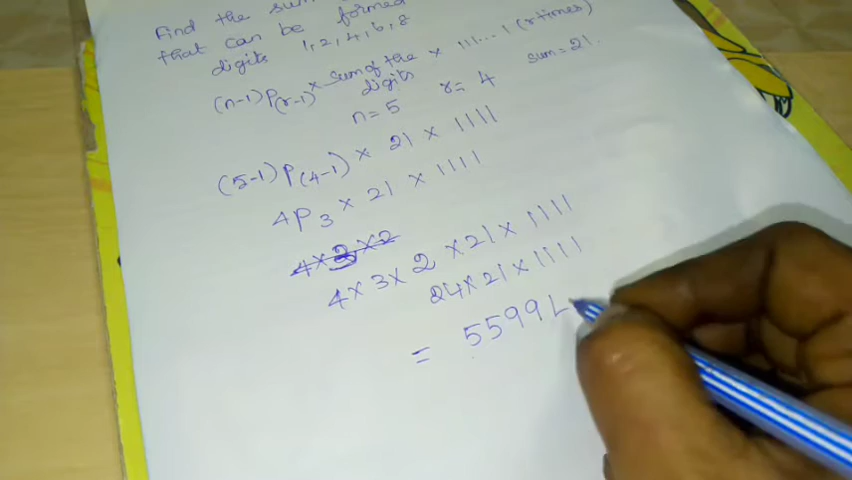 Find the sum
that can be formed
digits 1,2,4,6,8
(n-1)P(r-1) × sum of the digits × 111...1 (r times)
n=5 r=4 sum=21.
(5-1)P(4-1) × 21 × 1111
4P3 × 21 × 1111
4×3×2
4×3×2 ×21× 1111
24×21×1111
= 5599